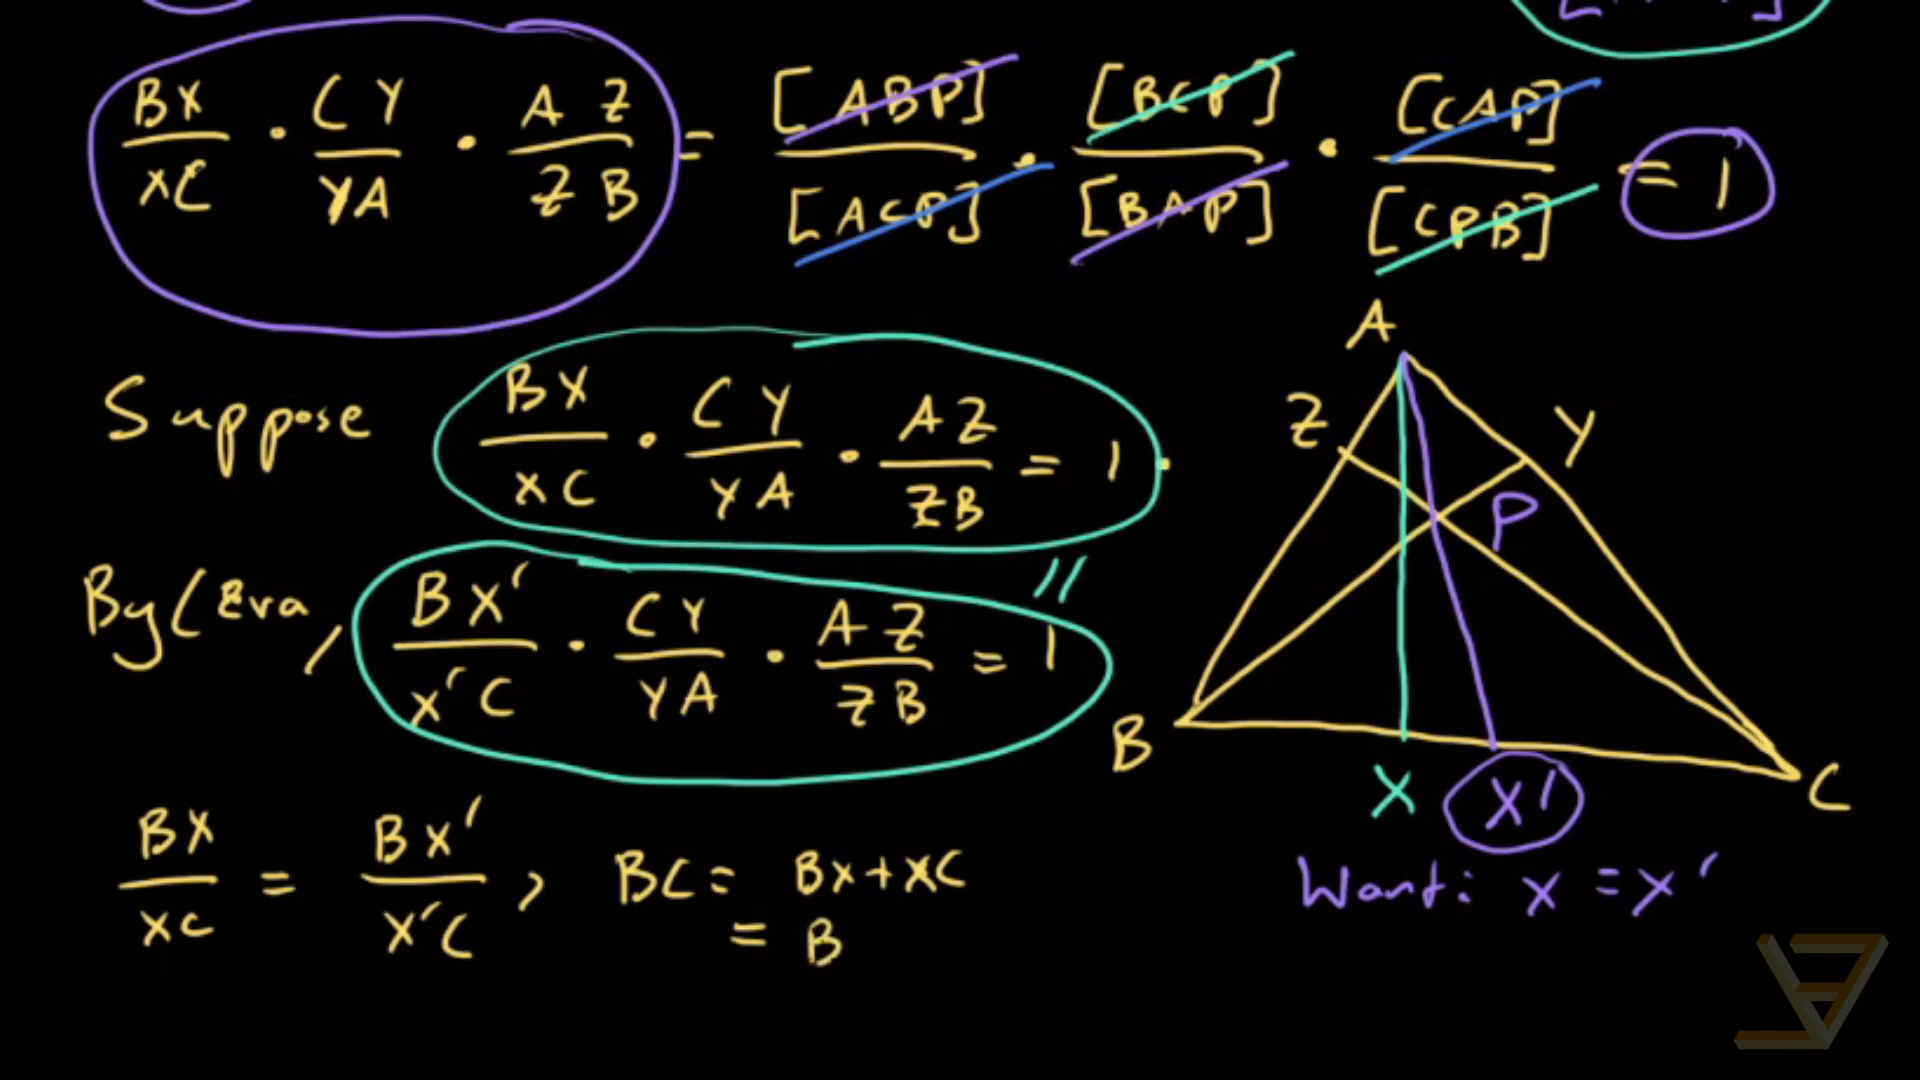 BX/XC · CY/YA · AZ/ZB = [ABP]/[ACP] · [BCP]/[BAP] · [CAP]/[CPB] = 1
Suppose BX/XC · CY/YA · AZ/ZB = 1.
By Ceva, BX'/X'C · CY/YA · AZ/ZB = 1
BX/XC = BX'/X'C, BC = BX+XC
= B
A
Z
Y
P
B
X
X'
C
Want: X = X'